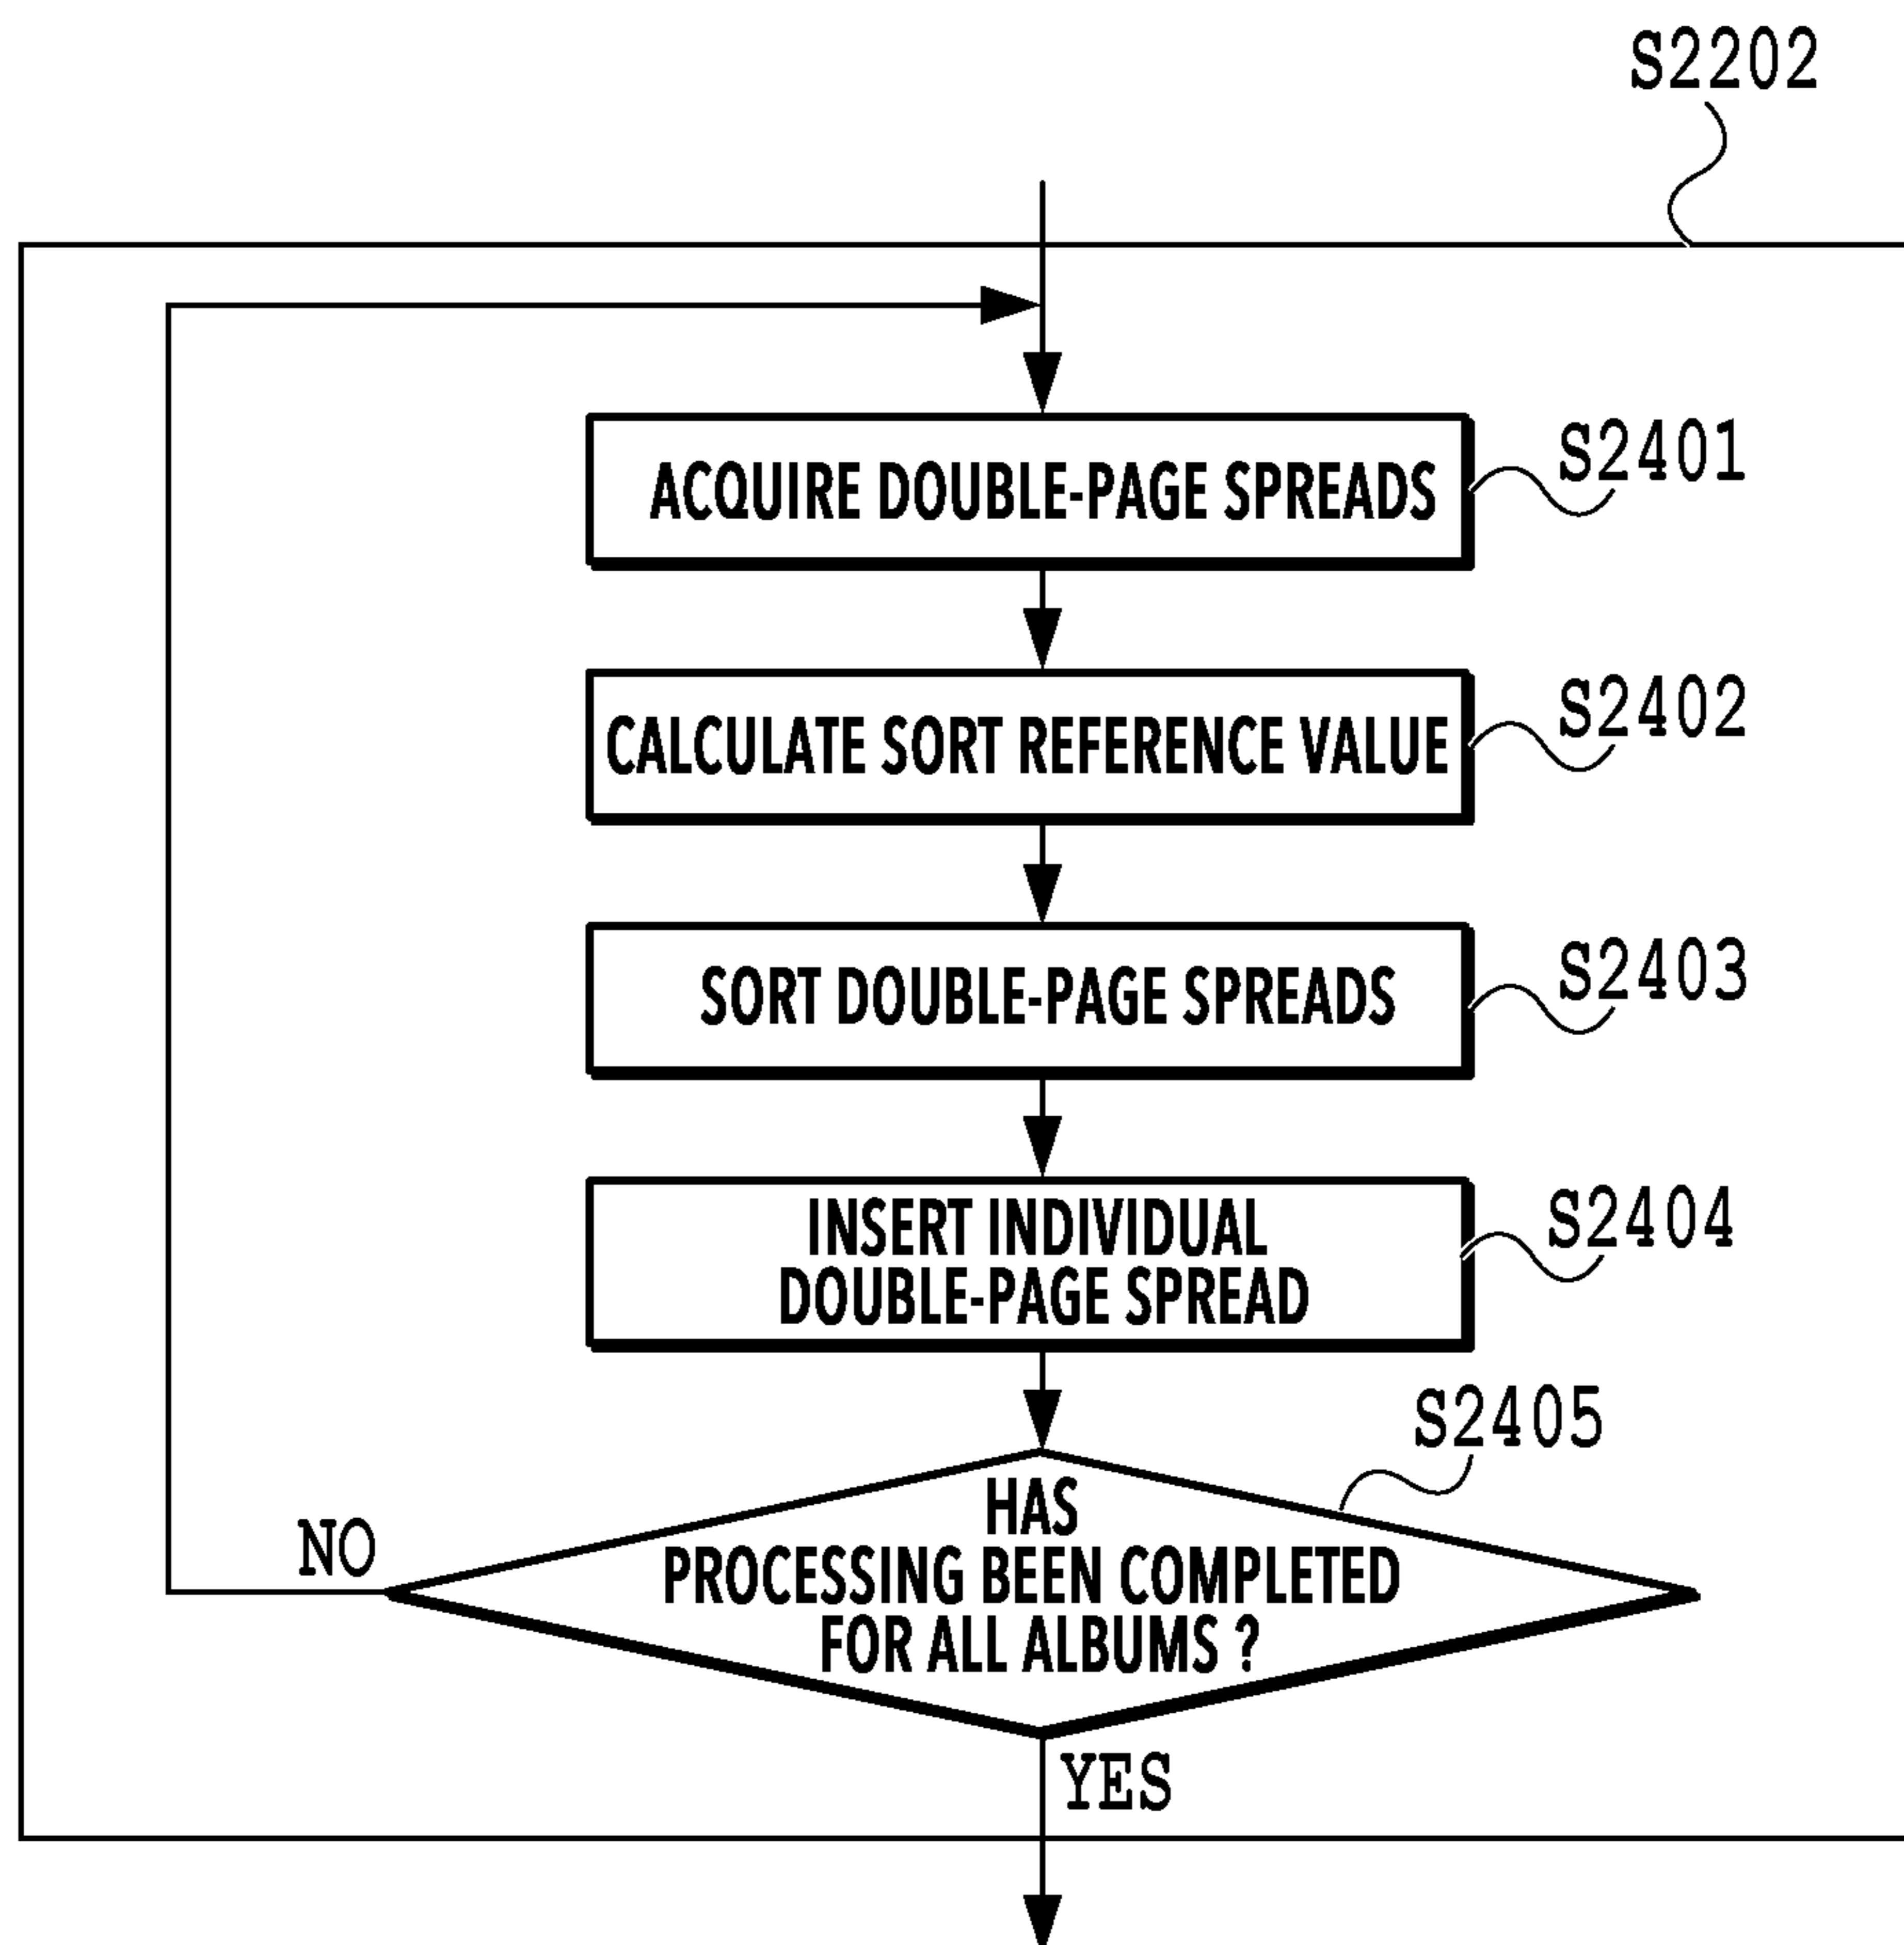 S2202
ACQUIRE DOUBLE-PAGE SPREADS
S2401
CALCULATE SORT REFERENCE VALUE
S2402
SORT DOUBLE-PAGE SPREADS
S2403
INSERT INDIVIDUAL
DOUBLE-PAGE SPREAD
S2404
S2405
HAS
PROCESSING BEEN COMPLETED
FOR ALL ALBUMS ?
NO
YES